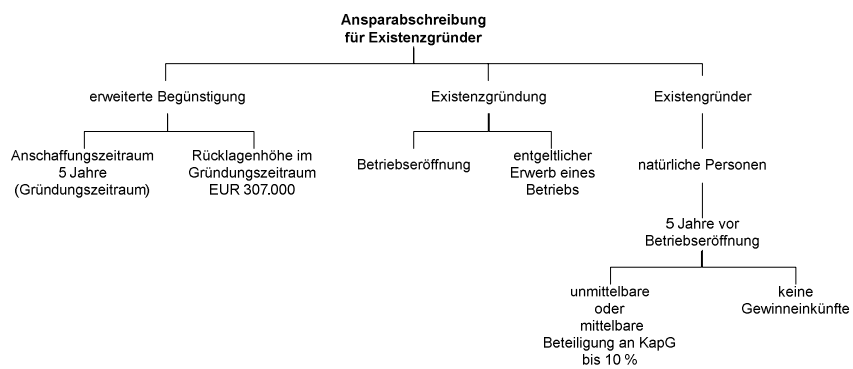 Ansparabschreibung
für Existenzgründer
erweiterte Begünstigung
Existenzgründung
Existengründer
Anschaffungszeitraum
5 Jahre
(Gründungszeitraum)
Rücklagenhöhe im
Gründungszeitraum
EUR 307.000
Betriebseröffnung
entgeltlicher
Erwerb eines
Betriebs
natürliche Personen
5 Jahre vor
Betriebseröffnung
unmittelbare
oder
mittelbare
Beteiligung an KapG
bis 10 %
keine
Gewinneinkünfte